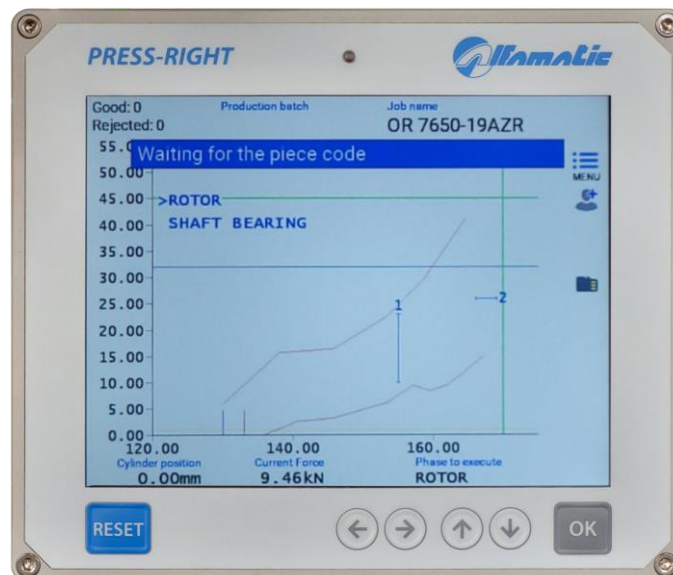 PRESS-RIGHT
Alfamatic
Good: 0
Production batch
Job name
Rejected: 0
OR 7650-19AZR
Waiting for the piece code
MENU
55.0
50.00
45.00
>ROTOR
SHAFT BEARING
40.00
35.00
30.00
25.00
20.00
15.00
10.00
5.00
0.00
1
2
120.00 140.00 160.00
Cylinder position
Current Force
Phase to execute
0.00mm
9.46kN
ROTOR
RESET
OK